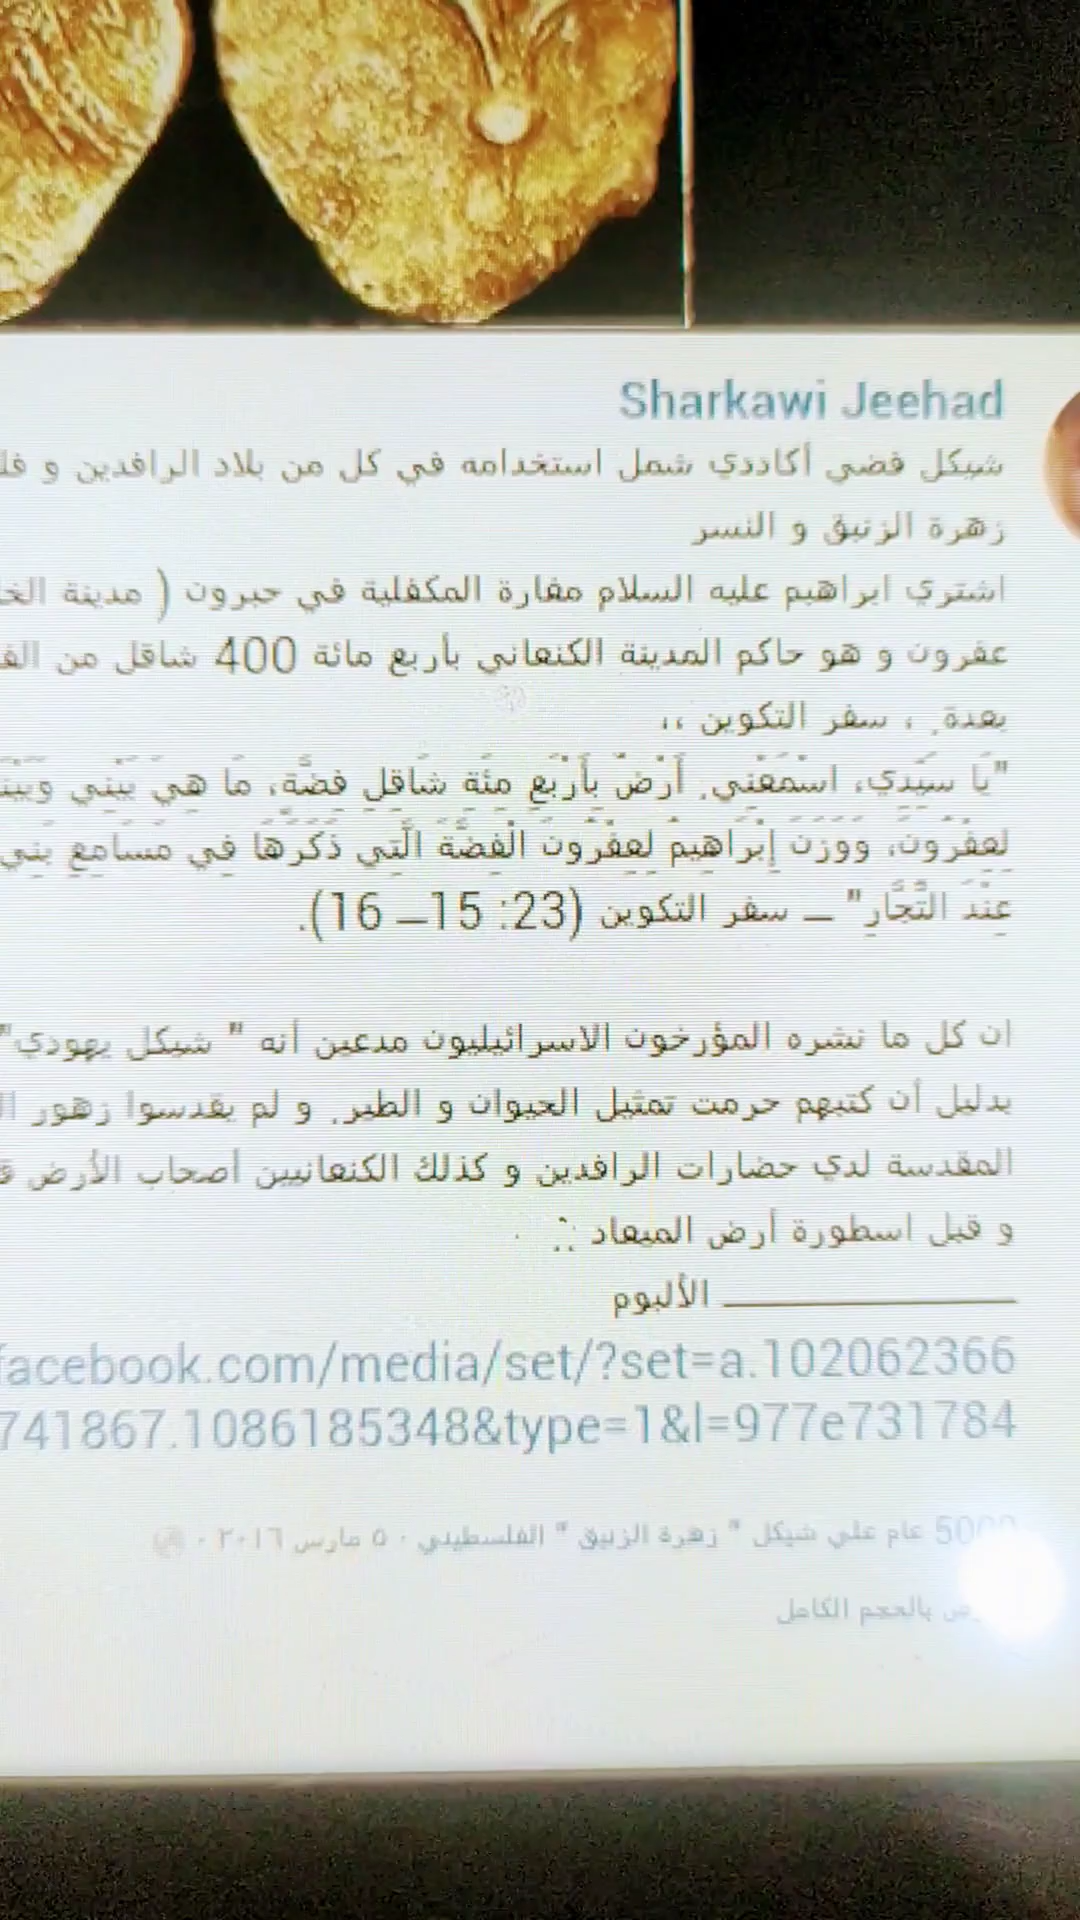 Sharkawi Jeehad
شيكل فضي أكاددي شمل استخدامه في كل من بلاد الرافدين و
زهرة الزنبق و النسر
اشتري ابراهيم عليه السلام مغارة المكفلية في حبرون ( مدينة
عفرون و هو حاكم المدينة الكنعاني بأربع مائة 400 شاقل من
بعدة ، سفر التكوين ،،
"يَا سَيِّدِي، اسْمَعْنِي. أَرْضٌ بِأَرْبَعِ مِئَةِ شَاقِلِ فِضَّةٍ، مَا هِيَ بَيْنِي
لِعِفْرُونَ، وَوَزَنَ إِبْرَاهِيمُ لِعِفْرُونَ الْفِضَّةَ الَّتِي ذَكَرَهَا فِي مَسَامِعِ بَنِي
عِنْدَ التُّجَّارِ" – سفر التكوين (23: 15– 16).
ان كل ما نشره المؤرخون الاسرائيليون مدعين أنه " شيكل يهودي"
بدليل أن كتبهم حرمت تمثيل الحيوان و الطير. و لم يقدسوا زهور
المقدسة لدي حضارات الرافدين و كذلك الكنعانيين أصحاب الأرض
و قبل اسطورة أرض الميعاد
_____________ الألبوم
facebook.com/media/set/?set=a.102062366
741867.1086185348&type=1&l=977e731784
عام علي شيكل " زهرة الزنبق " الفلسطيني · ٥ مارس ٢٠١٦ ·
بالحجم الكامل